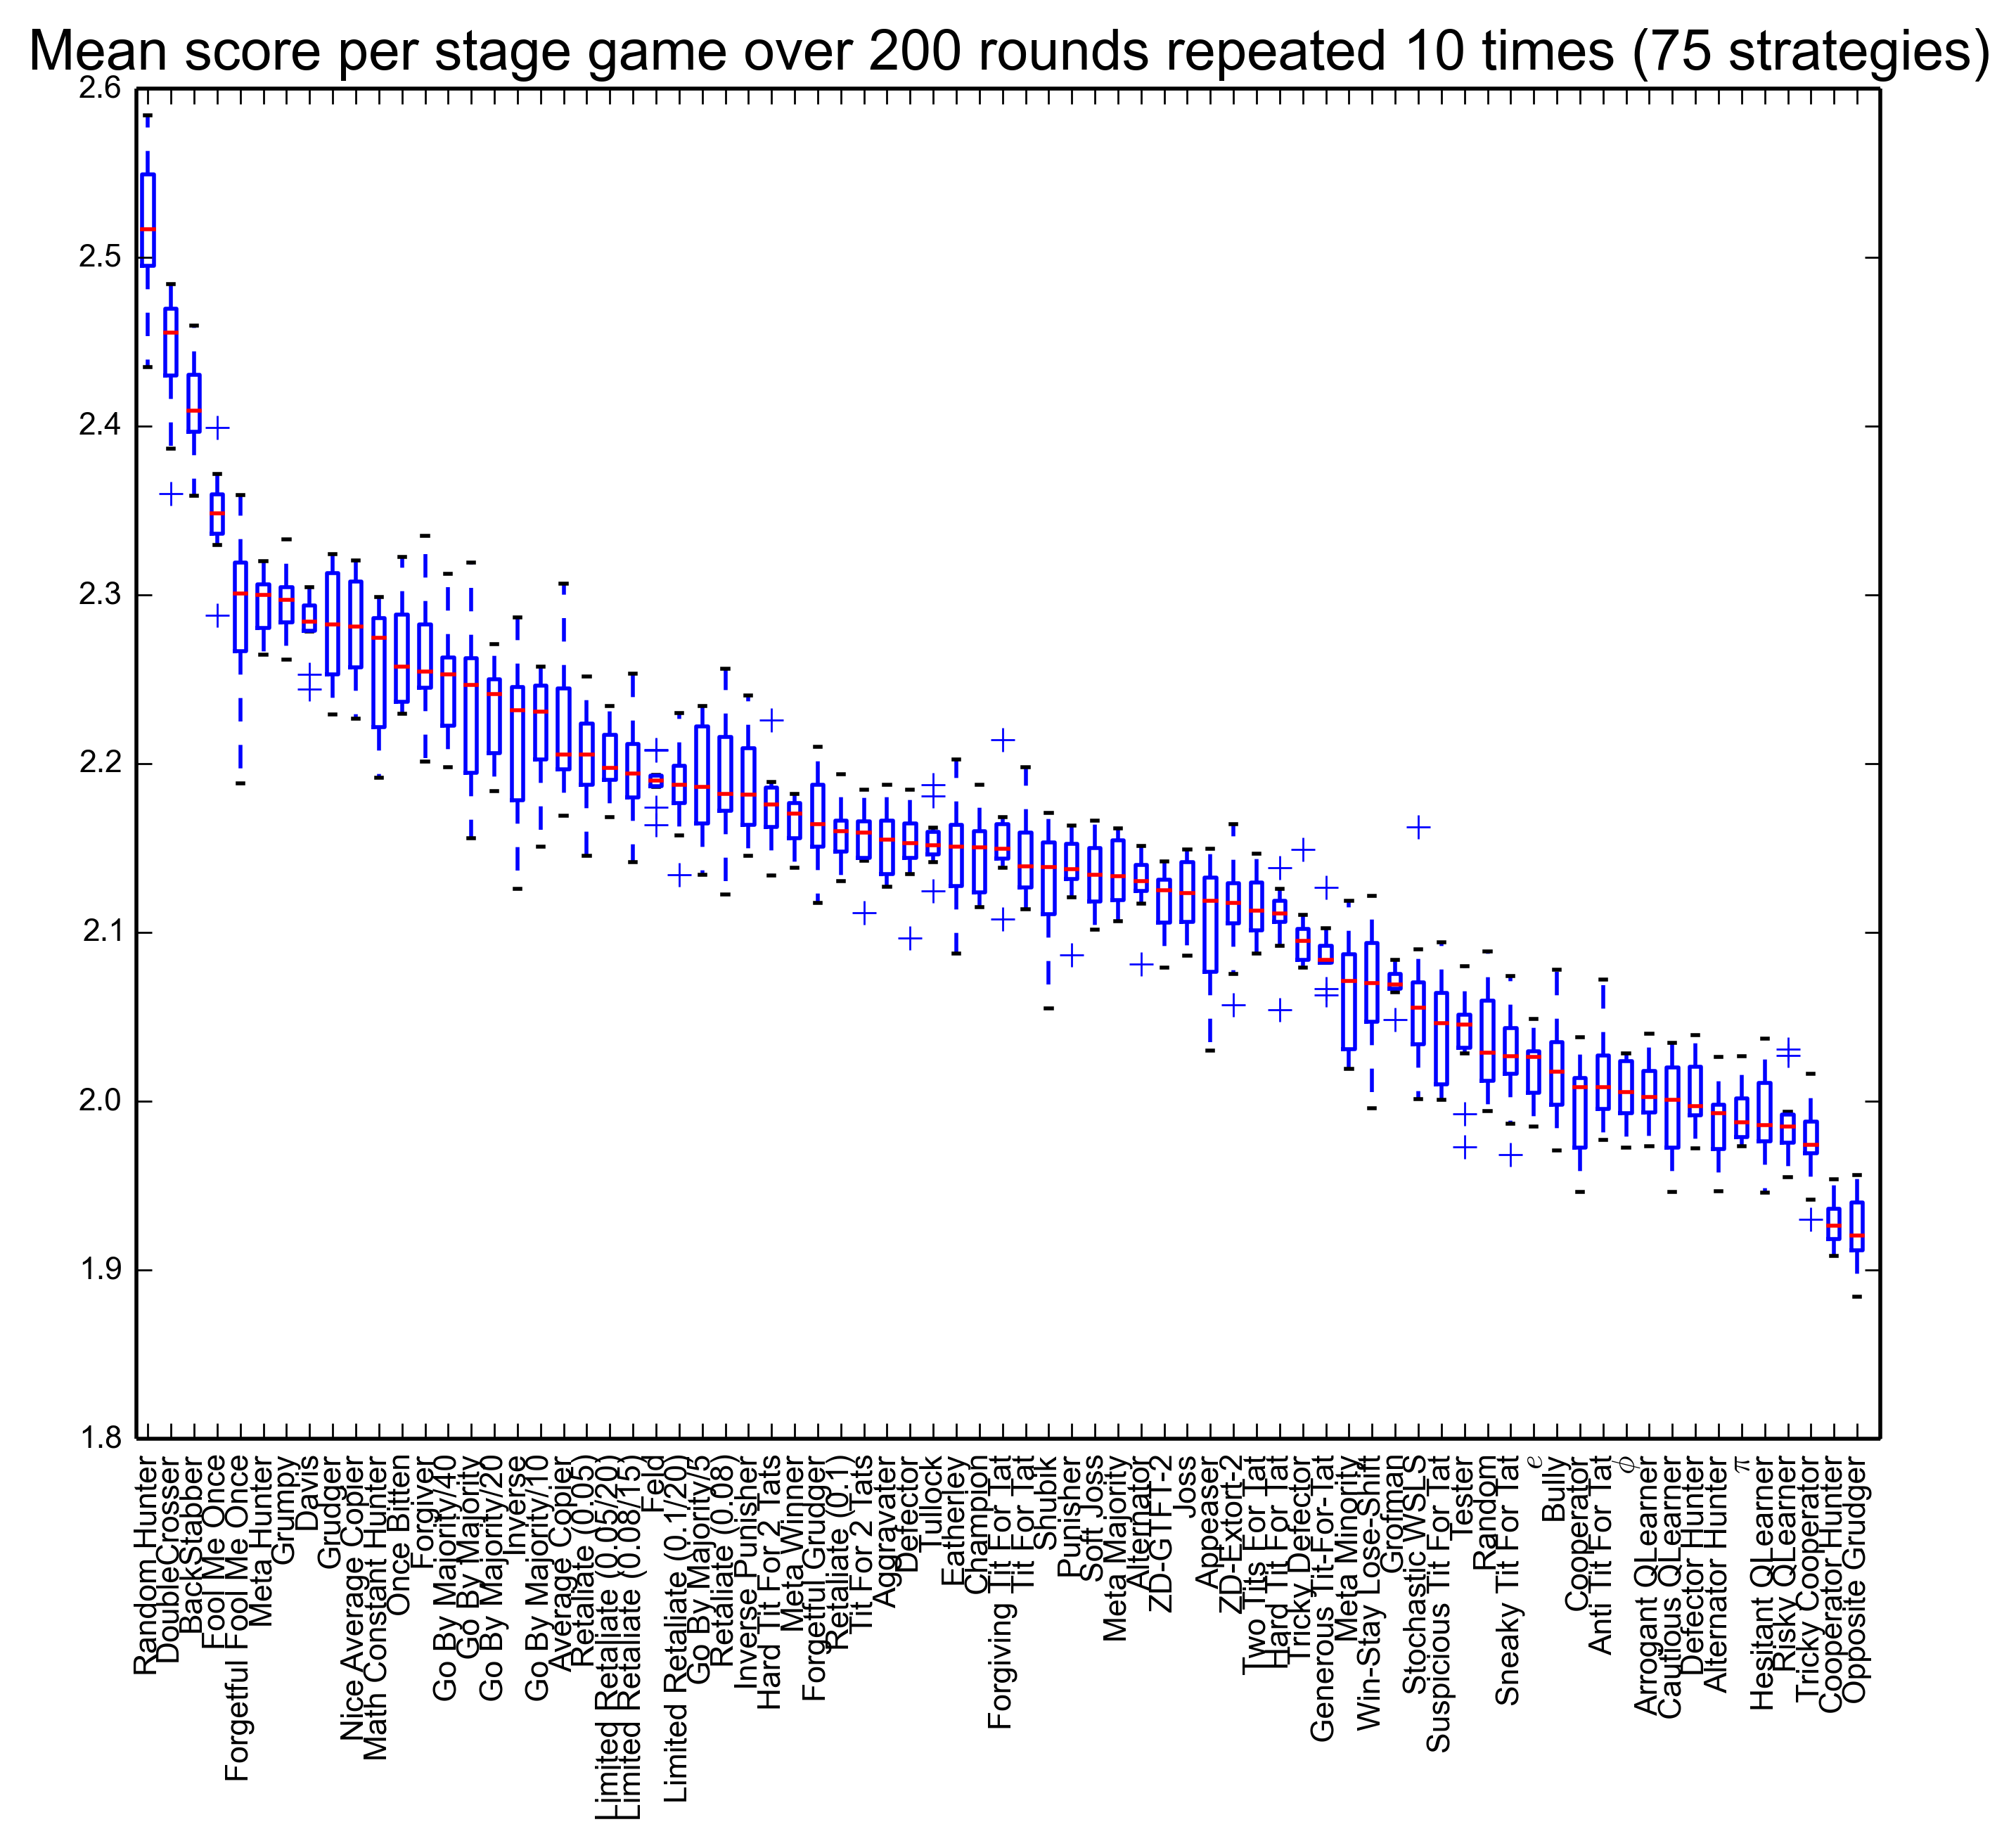 Mean score per stage game over 200 rounds repeated 10 times (75 strategies)
2.6
2.5
2.4
2.3
2.2
2.1
2.0
1.9
1.8
Random Hunter
DoubleCrosser
BackStabber
Fool Me Once
Forgetful Fool Me Once
Meta Hunter
Grumpy
Davis
Grudger
Nice Average Copier
Math Constant Hunter
Once Bitten
Forgiver
Go By Majority/40
Go By Majority
Go By Majority/20
Inverse
Go By Majority/10
Average Copier
Retaliate (0.05)
Limited Retaliate (0.05/20)
Limited Retaliate (0.08/15)
Feld
Limited Retaliate (0.1/20)
Go By Majority/5
Retaliate (0.08)
Inverse Punisher
Hard Tit For 2 Tats
Meta Winner
Forgetful Grudger
Retaliate (0.1)
Tit For 2 Tats
Aggravater
Defector
Tullock
Eatherley
Champion
Forgiving Tit For Tat
Tit For Tat
Shubik
Punisher
Soft Joss
Meta Majority
Alternator
ZD-GTFT-2
Joss
Appeaser
ZD-Extort-2
Two Tits For Tat
Hard Tit For Tat
Tricky Defector
Generous Tit-For-Tat
Meta Minority
Win-Stay Lose-Shift
Grofman
Stochastic WSLS
Suspicious Tit For Tat
Tester
Random
Sneaky Tit For Tat
e
Bully
Cooperator
Anti Tit For Tat
ϕ
Arrogant QLearner
Cautious QLearner
Defector Hunter
Alternator Hunter
π
Hesitant QLearner
Risky QLearner
Tricky Cooperator
Cooperator Hunter
Opposite Grudger